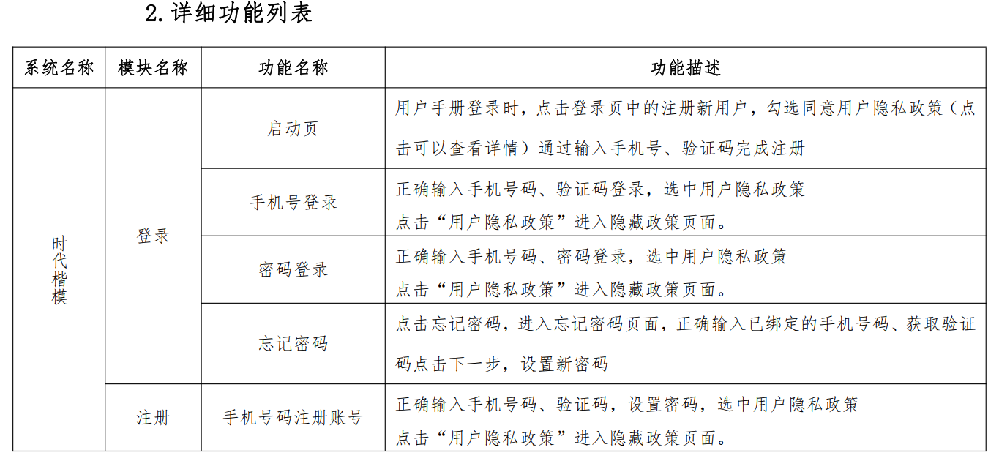 2.详细功能列表
系统名称 模块名称 功能名称 功能描述
时代楷模
登录
启动页
用户手册登录时，点击登录页中的注册新用户，勾选同意用户隐私政策（点
击可以查看详情）通过输入手机号、验证码完成注册
手机号登录
正确输入手机号码、验证码登录，选中用户隐私政策
点击“用户隐私政策”进入隐藏政策页面。
密码登录
正确输入手机号码、密码登录，选中用户隐私政策
点击“用户隐私政策”进入隐藏政策页面。
忘记密码
点击忘记密码，进入忘记密码页面，正确输入已绑定的手机号码、获取验证
码点击下一步，设置新密码
注册
手机号码注册账号
正确输入手机号码、验证码，设置密码，选中用户隐私政策
点击“用户隐私政策”进入隐藏政策页面。